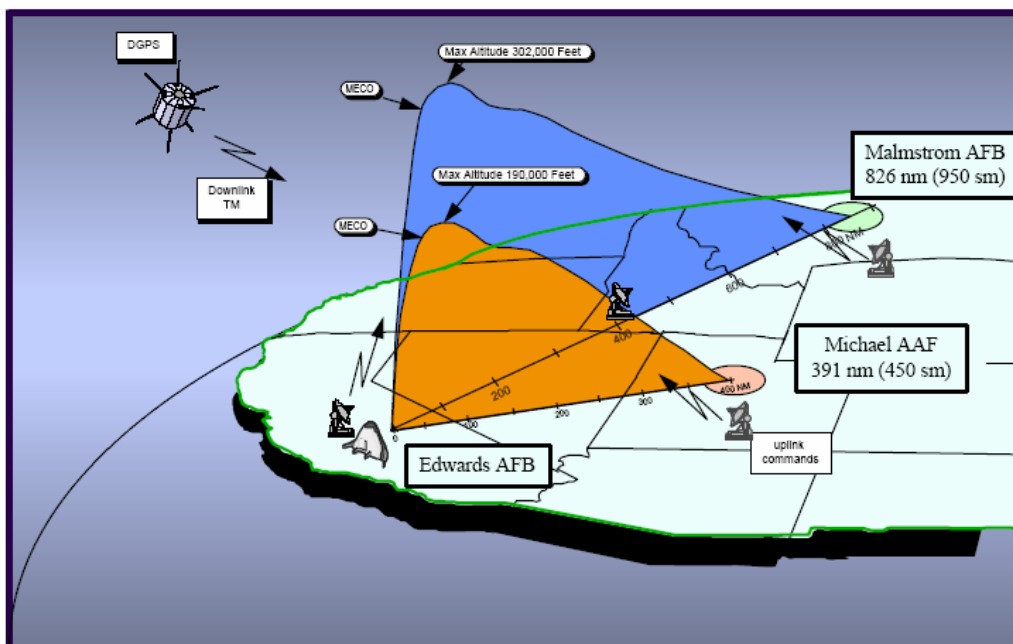 DGPS
Max Altitude 302,000 Feet
MECO
Downlink
TM
Malmstrom AFB
826 nm (950 sm)
Max Altitude 190,000 Feet
MECO
800 NM
600
400
200
Michael AAF
391 nm (450 sm)
400 NM
300
200
100
0
Edwards AFB
uplink
commands